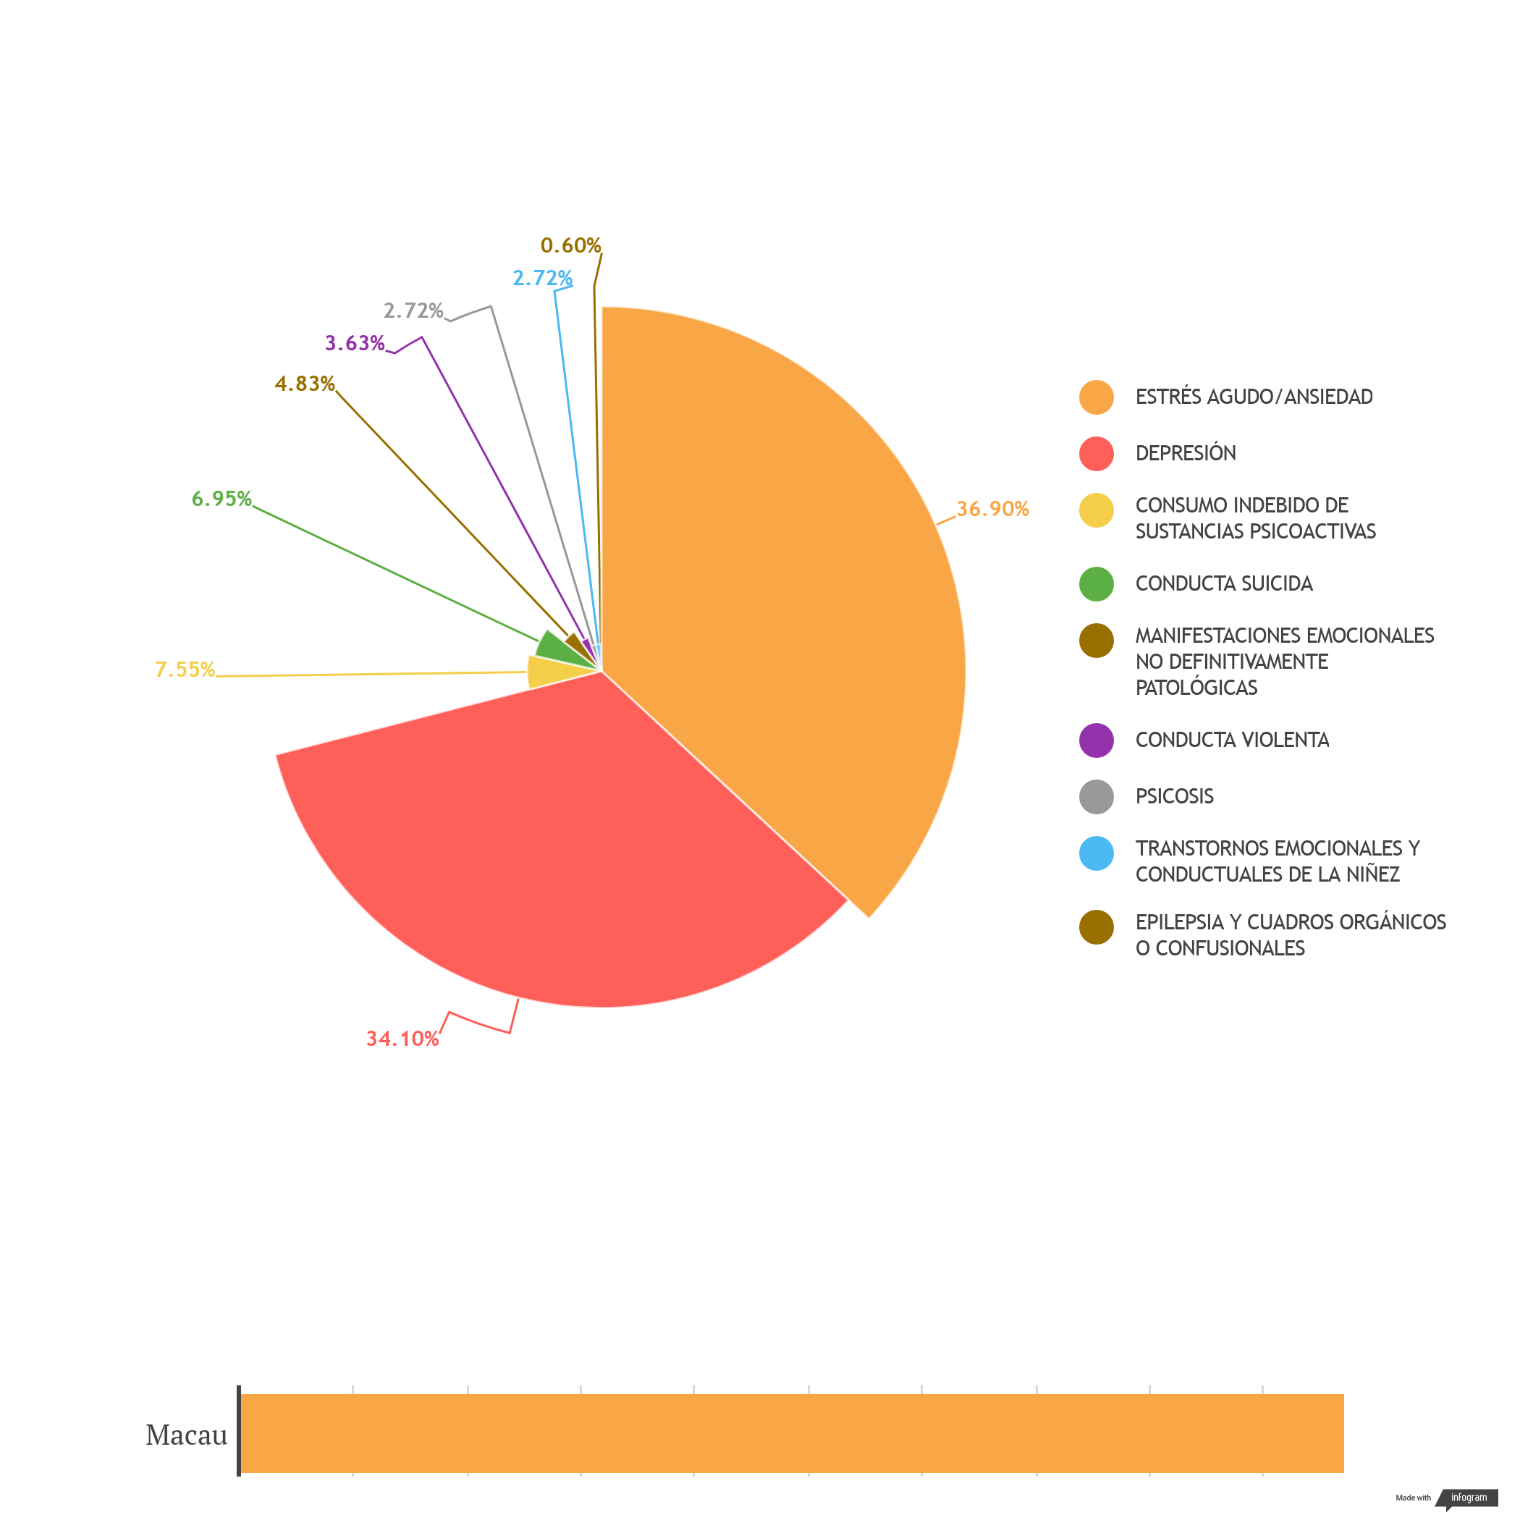 0.60%
2.72%
2.72%
3.63%
4.83%
6.95%
7.55%
36.90%
34.10%
ESTRÉS AGUDO/ANSIEDAD
DEPRESIÓN
CONSUMO INDEBIDO DE
SUSTANCIAS PSICOACTIVAS
CONDUCTA SUICIDA
MANIFESTACIONES EMOCIONALES
NO DEFINITIVAMENTE
PATOLÓGICAS
CONDUCTA VIOLENTA
PSICOSIS
TRANSTORNOS EMOCIONALES Y
CONDUCTUALES DE LA NIÑEZ
EPILEPSIA Y CUADROS ORGÁNICOS
O CONFUSIONALES
Macau
Made with infogram